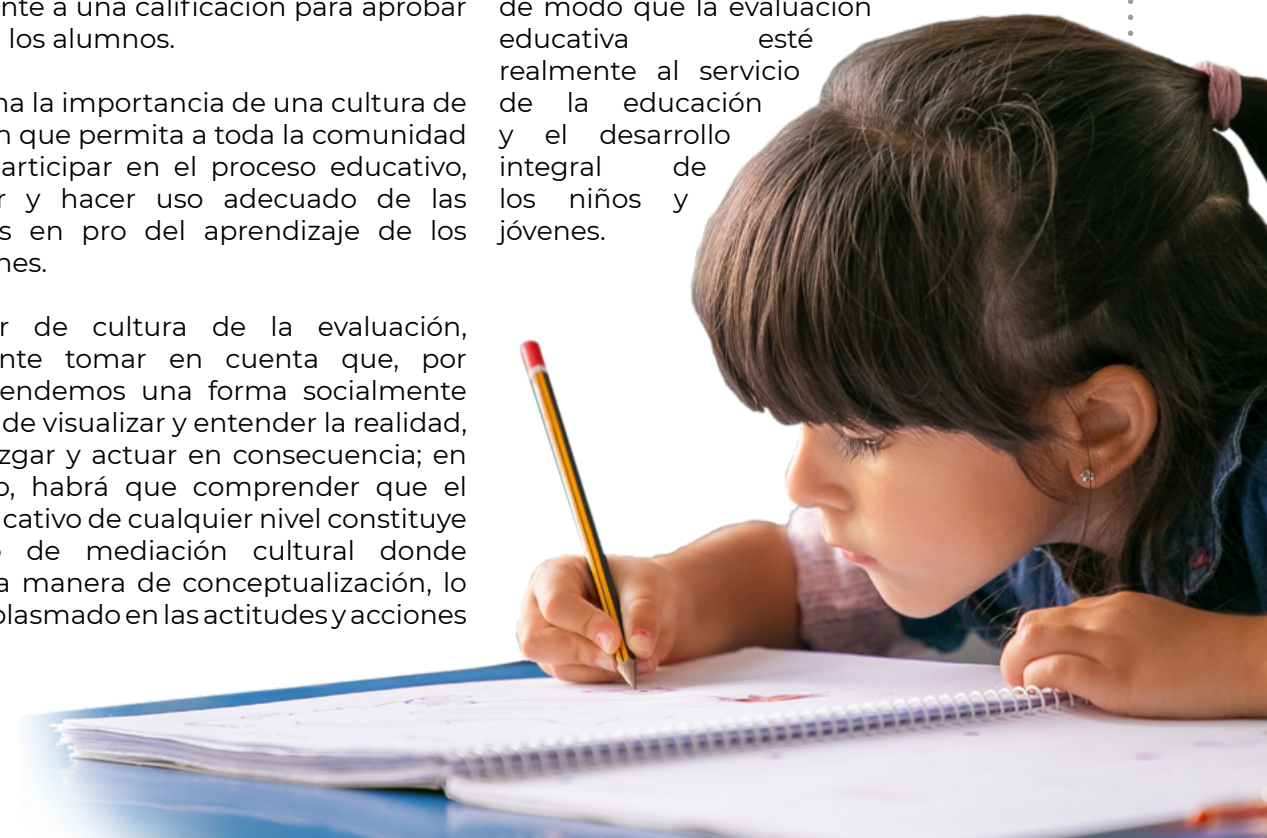 nte a una calificación para aprobar
los alumnos.
na la importancia de una cultura de
n que permita a toda la comunidad
articipar en el proceso educativo,
r y hacer uso adecuado de las
s en pro del aprendizaje de los
nes.
r de cultura de la evaluación,
nte tomar en cuenta que, por
endemos una forma socialmente
de visualizar y entender la realidad,
zgar y actuar en consecuencia; en
o, habrá que comprender que el
cativo de cualquier nivel constituye
o de mediación cultural donde
a manera de conceptualización, lo
plasmado en las actitudes y acciones
de modo que la evaluación
educativa esté
realmente al servicio
de la educación
y el desarrollo
integral de
los niños y
jóvenes.